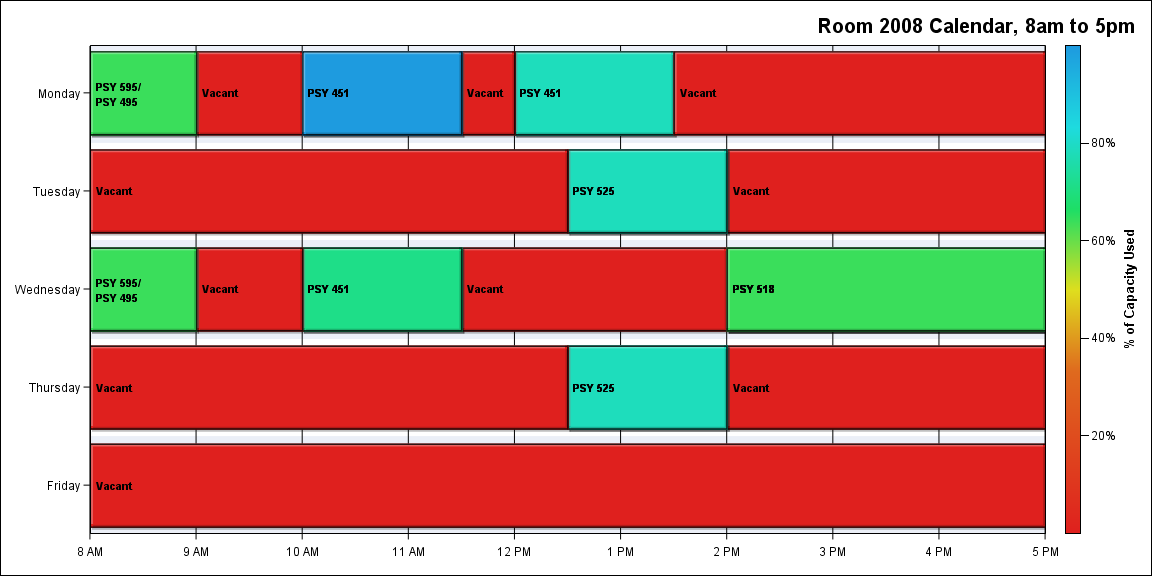 Room 2008 Calendar, 8am to 5pm
Monday
PSY 595/
PSY 495
Vacant
PSY 451
Vacant
PSY 451
Vacant
Tuesday
Vacant
PSY 525
Vacant
Wednesday
PSY 595/
PSY 495
Vacant
PSY 451
Vacant
PSY 518
Thursday
Vacant
PSY 525
Vacant
Friday
Vacant
8 AM
9 AM
10 AM
11 AM
12 PM
1 PM
2 PM
3 PM
4 PM
5 PM
80%
60%
40%
20%
% of Capacity Used